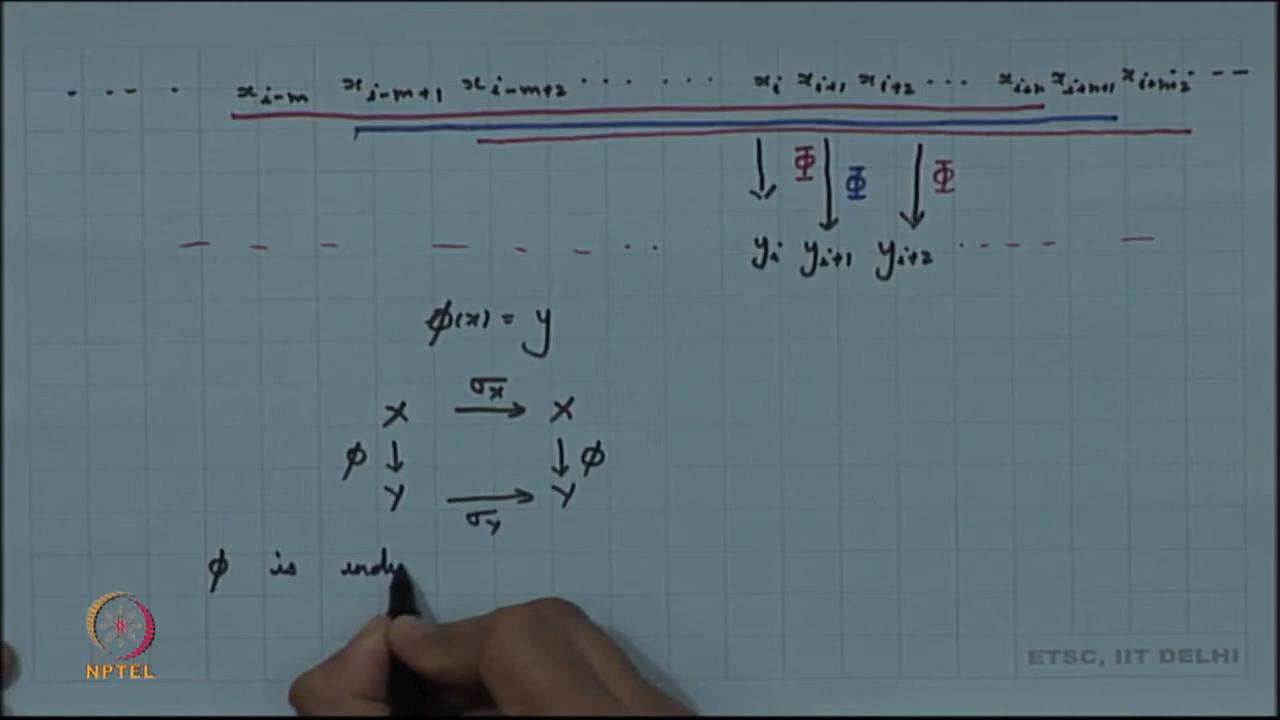 - - - - . x_{i-m} x_{i-m+1} x_{i-m+2} ... ... x_i x_{i+1} x_{i+2} ... x_{i+n} x_{i+n+1} x_{i+n+2} . - -
Φ Φ Φ
y_i y_{i+1} y_{i+2}
ϕ(x) = y
X σ_X X
ϕ ϕ
Y σ_Y Y
ϕ is indu
NPTEL
ETSC, IIT DELHI